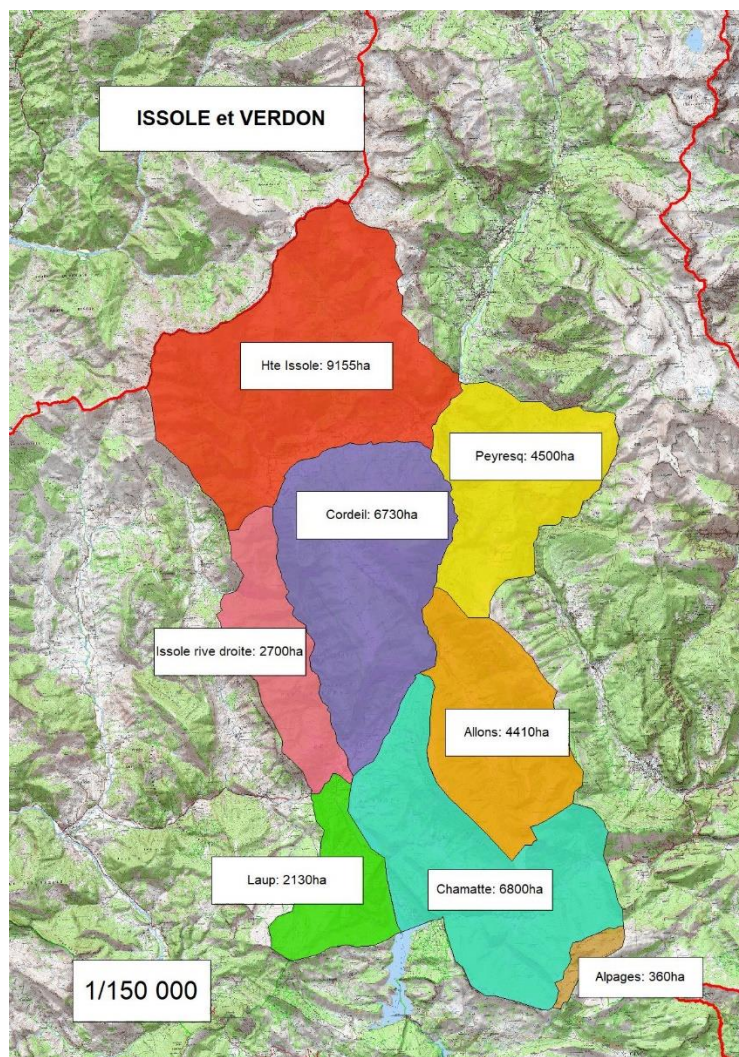 ISSOLE et VERDON
Hte Issole: 9155ha
Peyresq: 4500ha
Cordeil: 6730ha
Issole rive droite: 2700ha
Allons: 4410ha
Laup: 2130ha
Chamatte: 6800ha
Alpages: 360ha
1/150 000